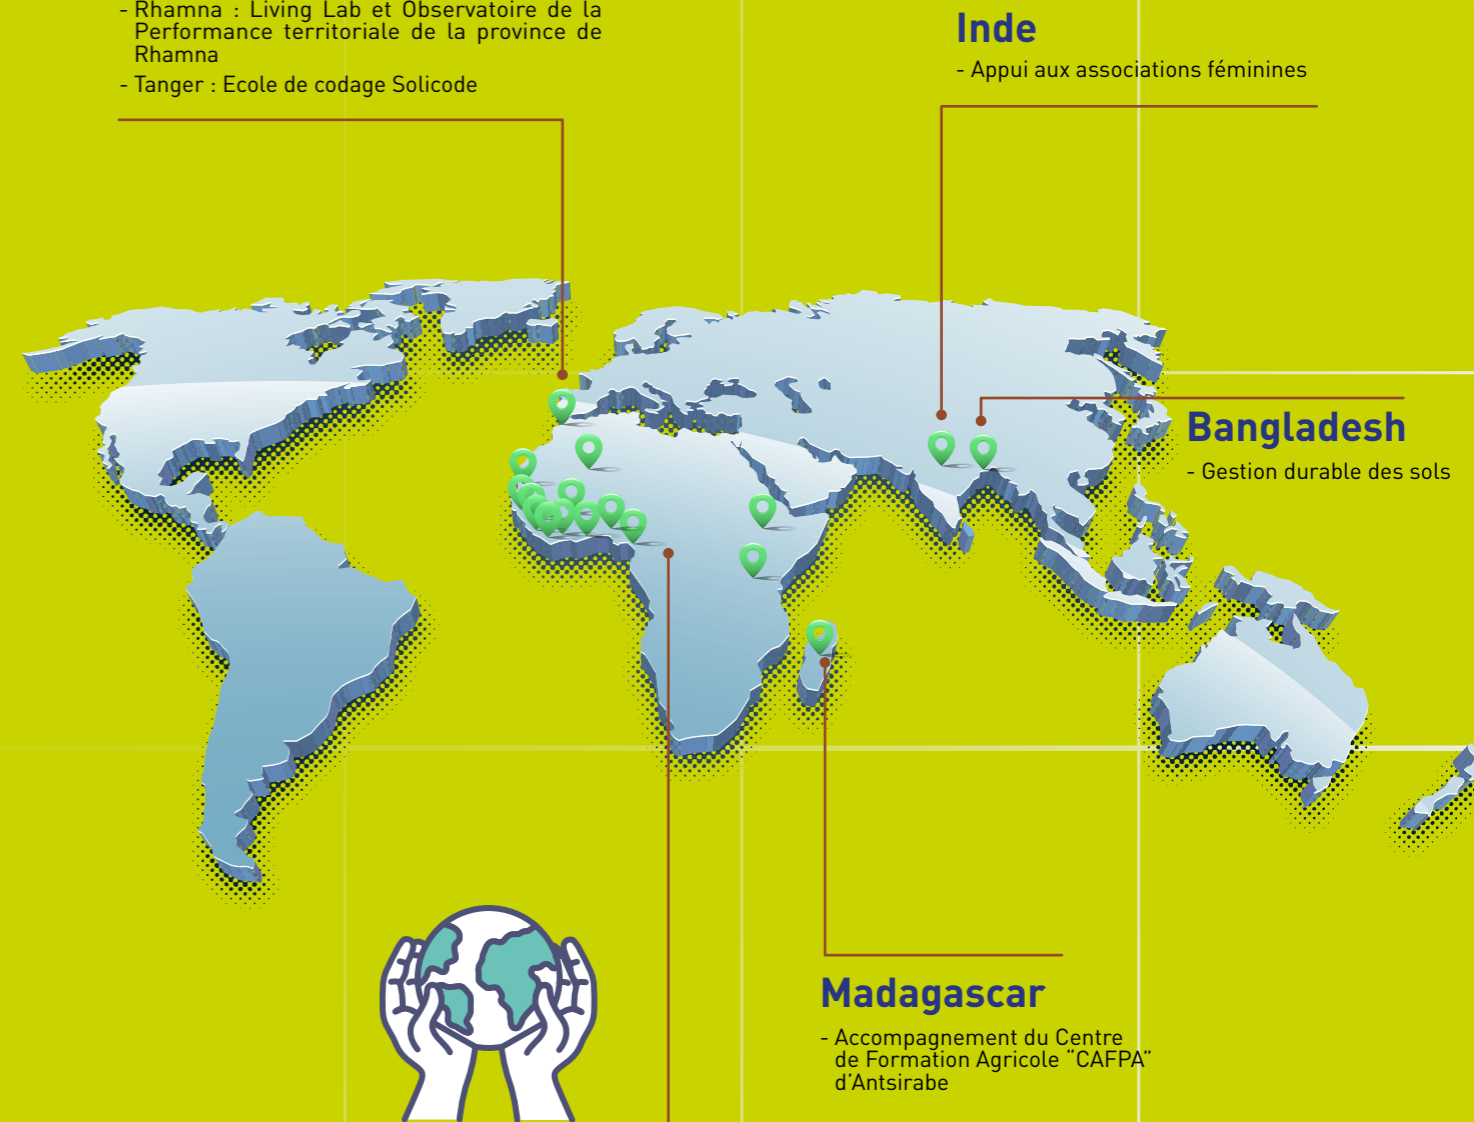 - Rhamna : Living Lab et Observatoire de la
Performance territoriale de la province de
Rhamna
- Tanger : Ecole de codage Solicode
Inde
- Appui aux associations féminines
Bangladesh
- Gestion durable des sols
Madagascar
- Accompagnement du Centre
de Formation Agricole “CAFPA”
d’Antsirabe